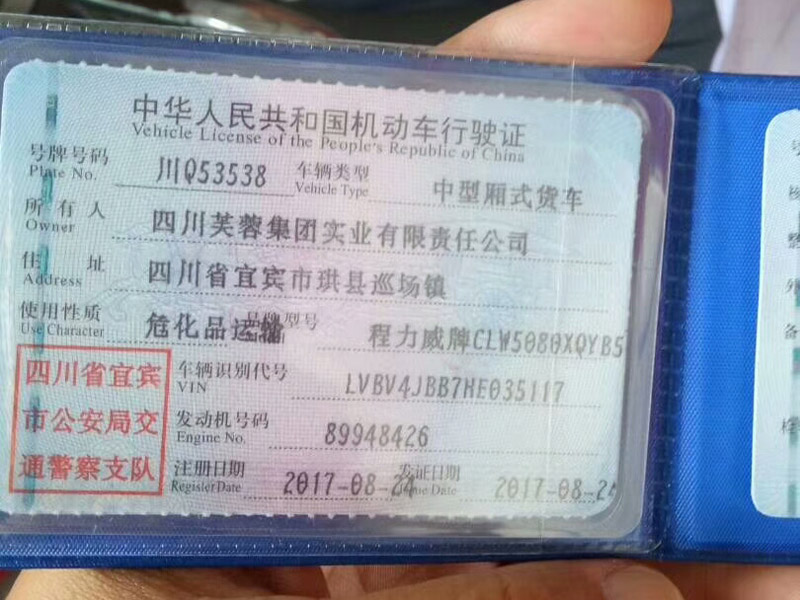 中华人民共和国机动车行驶证
Vehicle License of the People's Republic of China
号牌号码 川Q53538 车辆类型 中型厢式货车
Plate No. Vehicle Type
所有人 四川芙蓉集团实业有限责任公司
Owner
住址 四川省宜宾市珙县巡场镇
Address
使用性质 危化品运输 品牌型号 程力威牌CLW5080XQYB5
Use Character
四川省宜宾
市公安局交
通警察支队
车辆识别代号 LVBV4JBB7HE035117
VIN
发动机号码 89948426
Engine No.
注册日期 2017-08-24 发证日期 2017-08-24
Register Date Issue Date